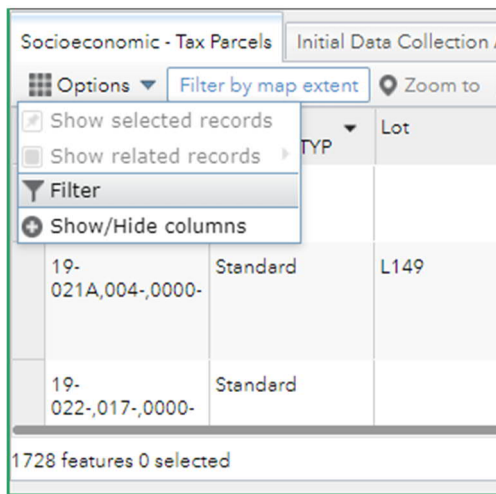 Socioeconomic - Tax Parcels Initial Data Collection
Options Filter by map extent Zoom to
Show selected records
Show related records
Filter
Show/Hide columns
TYP Lot
19-
021A,004-,0000-
Standard
L149
19-
022-,017-,0000-
Standard
1728 features 0 selected